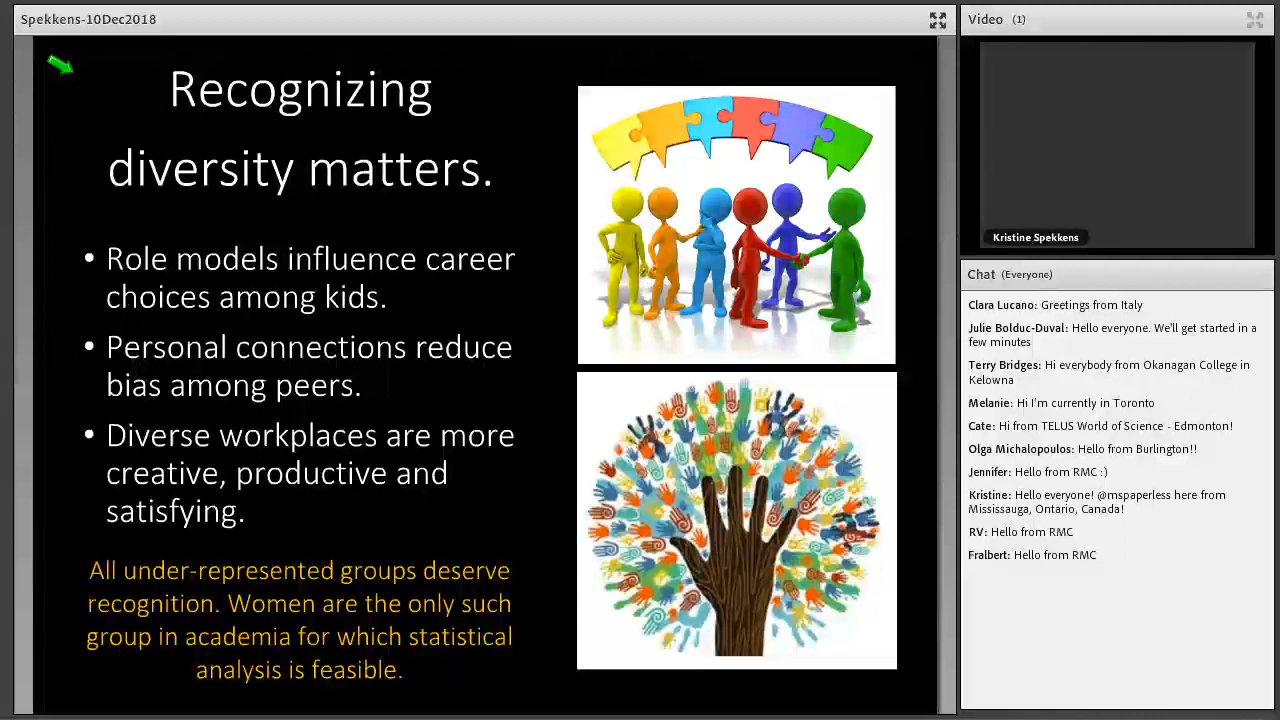 Spekkens-10Dec2018
Recognizing
diversity matters.
• Role models influence career
choices among kids.
• Personal connections reduce
bias among peers.
• Diverse workplaces are more
creative, productive and
satisfying.
All under-represented groups deserve
recognition. Women are the only such
group in academia for which statistical
analysis is feasible.
Video (1)
Kristine Spekkens
Chat (Everyone)
Clara Lucano: Greetings from Italy
Julie Bolduc-Duval: Hello everyone. We'll get started in a
few minutes
Terry Bridges: Hi everybody from Okanagan College in
Kelowna
Melanie: Hi I'm currently in Toronto
Cate: Hi from TELUS World of Science - Edmonton!
Olga Michalopoulos: Hello from Burlington!!
Jennifer: Hello from RMC :)
Kristine: Hello everyone! @mspaperless here from
Mississauga, Ontario, Canada!
RV: Hello from RMC
Fralbert: Hello from RMC